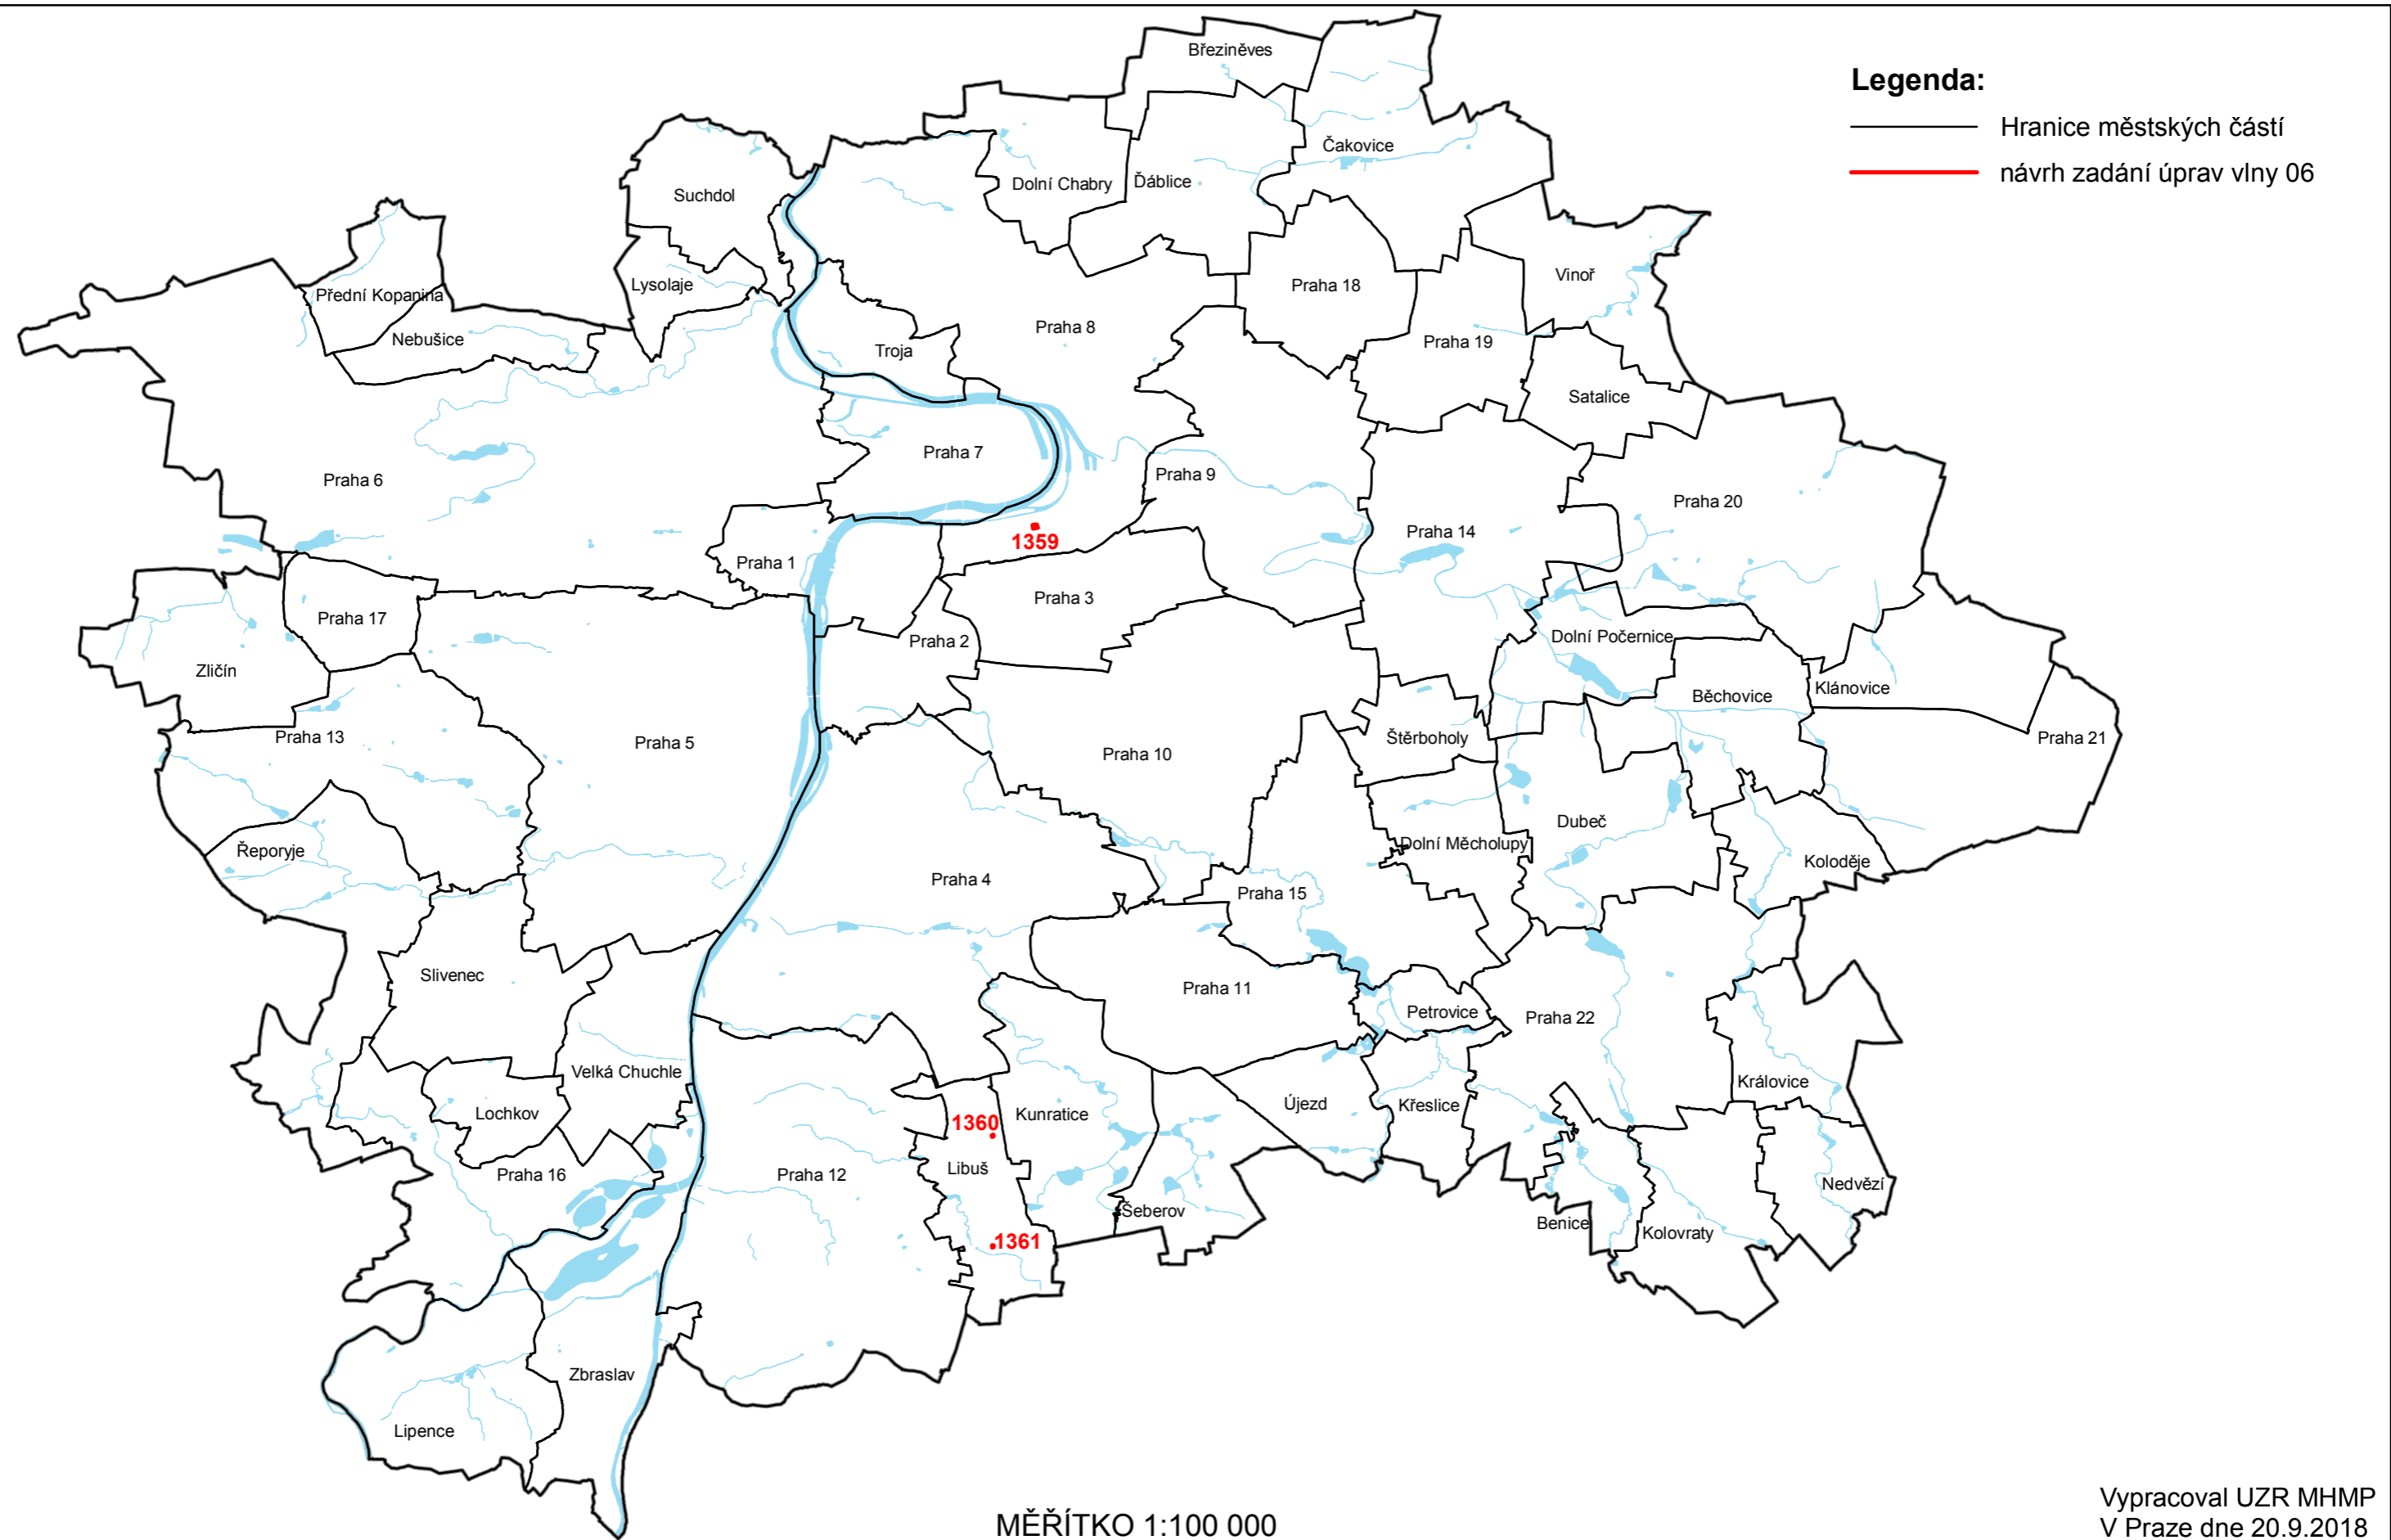 Březiněves
Legenda:
Hranice městských částí
návrh zadání úprav vlny 06
Čakovice
Dolní Chabry
Ďáblice
Suchdol
Vinoř
Lysolaje
Praha 18
Přední Kopanina
Praha 8
Nebušice
Praha 19
Troja
Satalice
Praha 7
Praha 9
Praha 6
Praha 20
Praha 14
1359
Praha 1
Praha 3
Praha 17
Dolní Počernice
Praha 2
Zličín
Klánovice
Běchovice
Praha 13
Praha 5
Štěrboholy
Praha 21
Praha 10
Dubeč
Dolní Měcholupy
Řeporyje
Koloděje
Praha 4
Praha 15
Slivenec
Praha 11
Petrovice
Praha 22
Velká Chuchle
Královice
Lochkov
Kunratice
Újezd
Křeslice
1360
Libuš
Praha 16
Praha 12
Nedvězí
Šeberov
Benice
Kolovraty
1361
Zbraslav
Lipence
MĚŘÍTKO 1:100 000
Vypracoval UZR MHMP
V Praze dne 20.9.2018